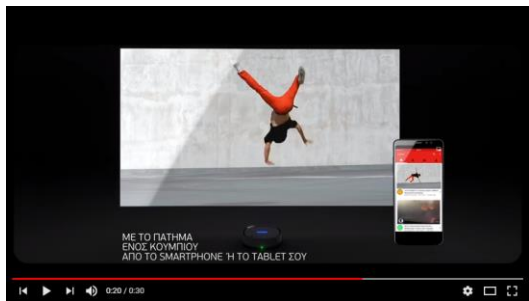 ΜΕ ΤΟ ΠΑΤΗΜΑ
ΕΝΟΣ ΚΟΥΜΠΙΟΥ
ΑΠΟ ΤΟ SMARTPHONE Ή ΤΟ TABLET ΣΟΥ
0:20 / 0:30